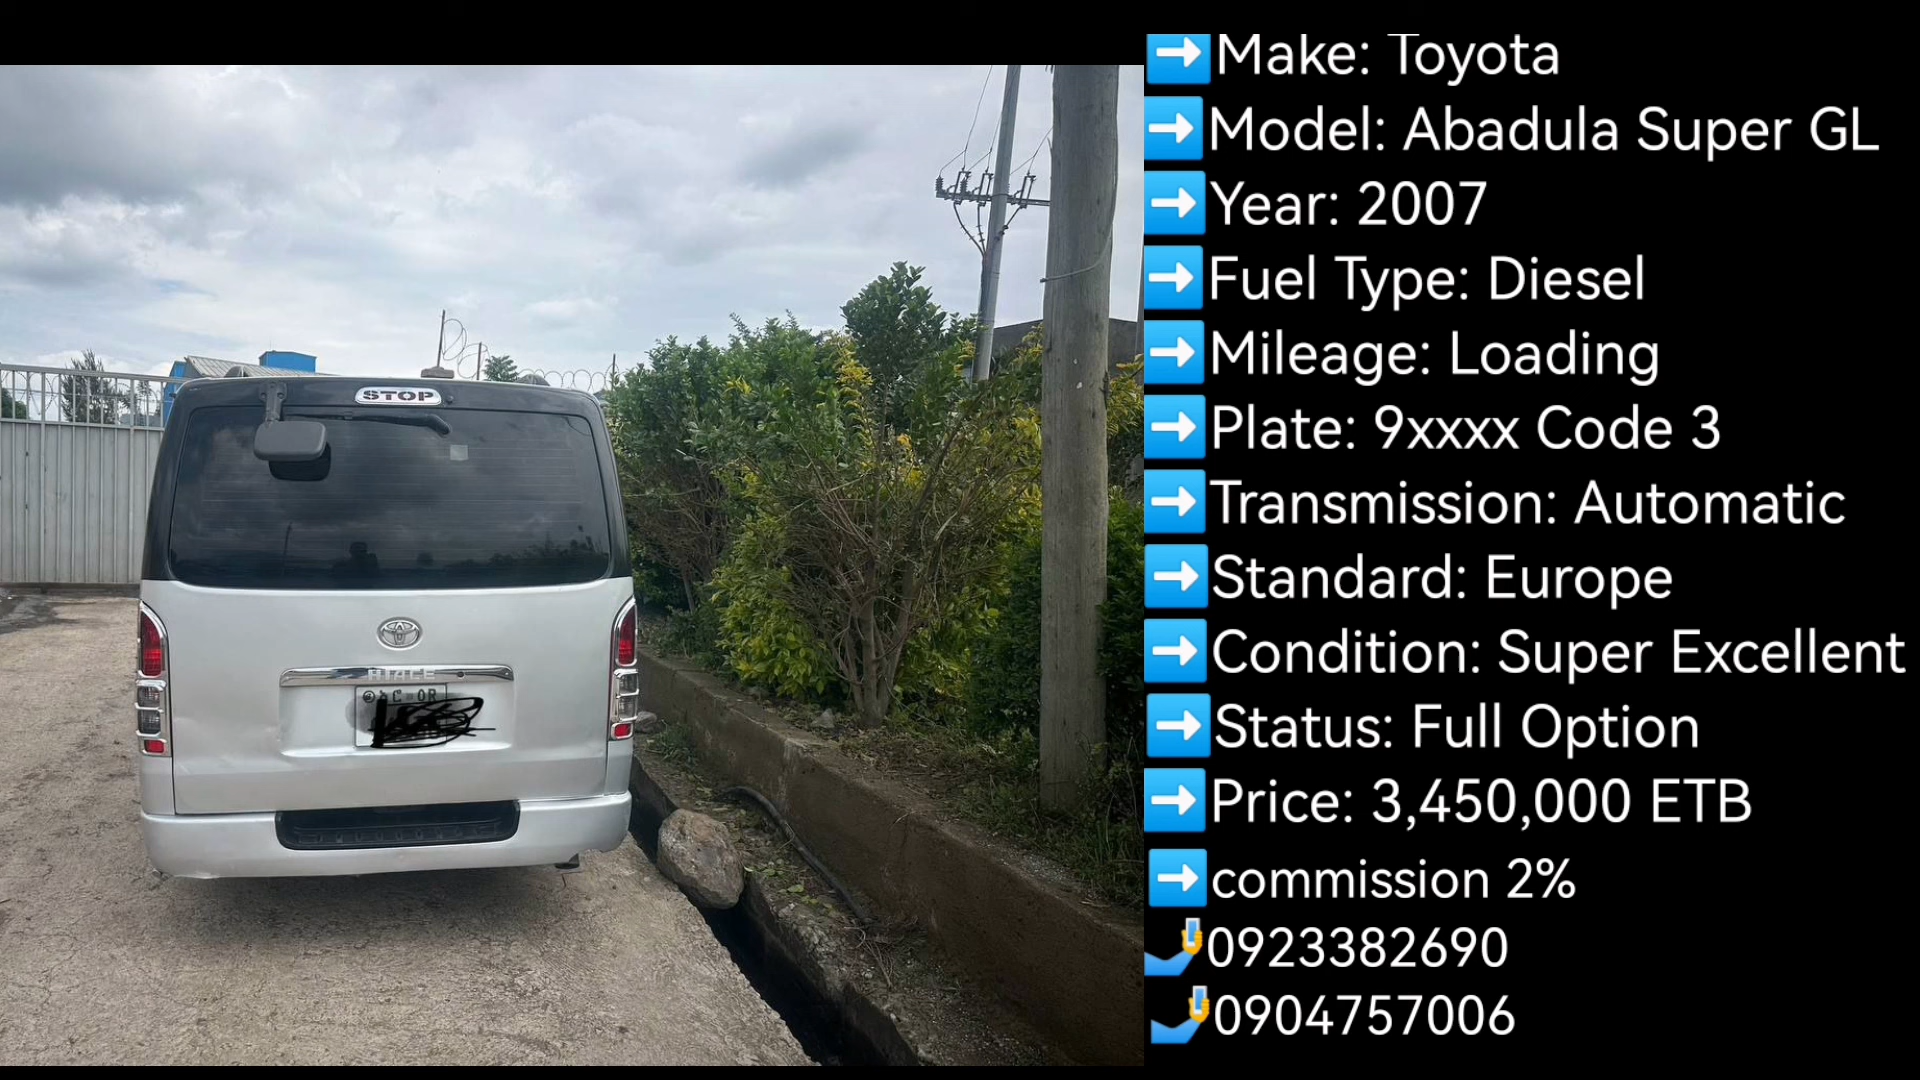 STOP
HIACE
ኦሮ OR
➡️Make: Toyota
➡️Model: Abadula Super GL
➡️Year: 2007
➡️Fuel Type: Diesel
➡️Mileage: Loading
➡️Plate: 9xxxx Code 3
➡️Transmission: Automatic
➡️Standard: Europe
➡️Condition: Super Excellent
➡️Status: Full Option
➡️Price: 3,450,000 ETB
➡️commission 2%
🤳0923382690
🤳0904757006